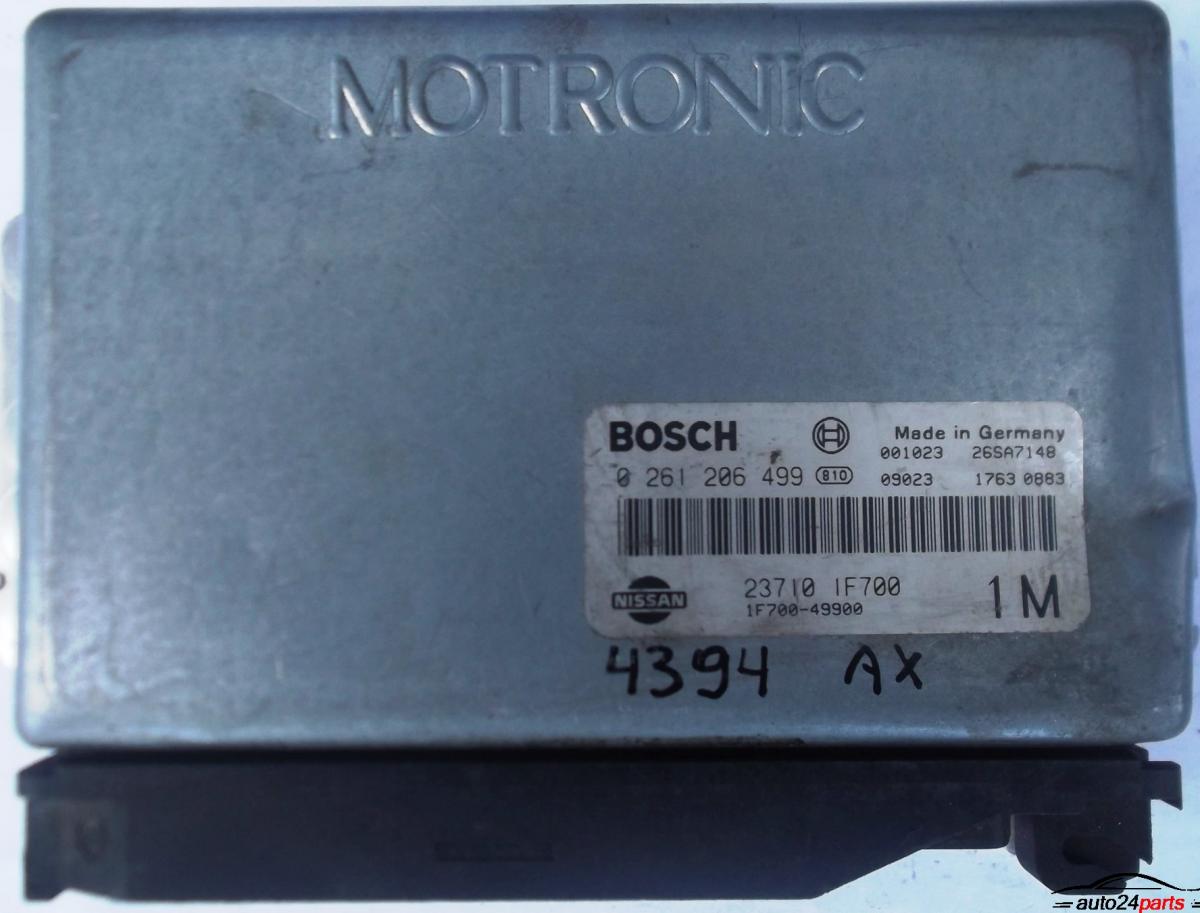 MOTRONIC
BOSCH Made in Germany
001023 26SA7148
0 261 206 499 810 09023 1763 0883
NISSAN 23710 1F700 1M
1F700-49900
4394 AX
auto24parts